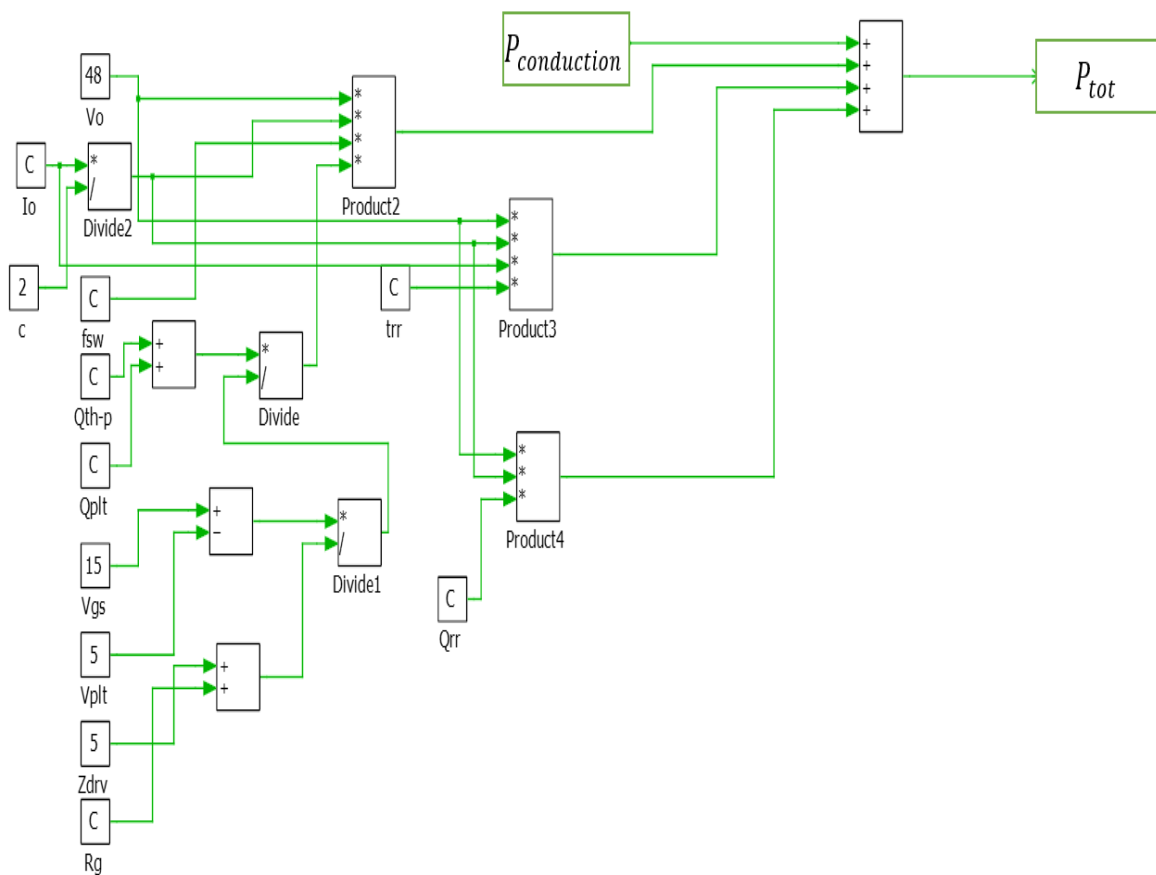 P_conduction
P_tot
48
Vo
C
Io
*
/
Divide2
2
c
C
fsw
C
Qth-p
C
Qplt
+
+
*
/
Divide
15
Vgs
5
Vplt
+
−
*
/
Divide1
5
Zdrv
C
Rg
+
+
*
*
*
*
Product2
C
trr
*
*
*
*
Product3
C
Qrr
*
*
*
Product4
+
+
+
+